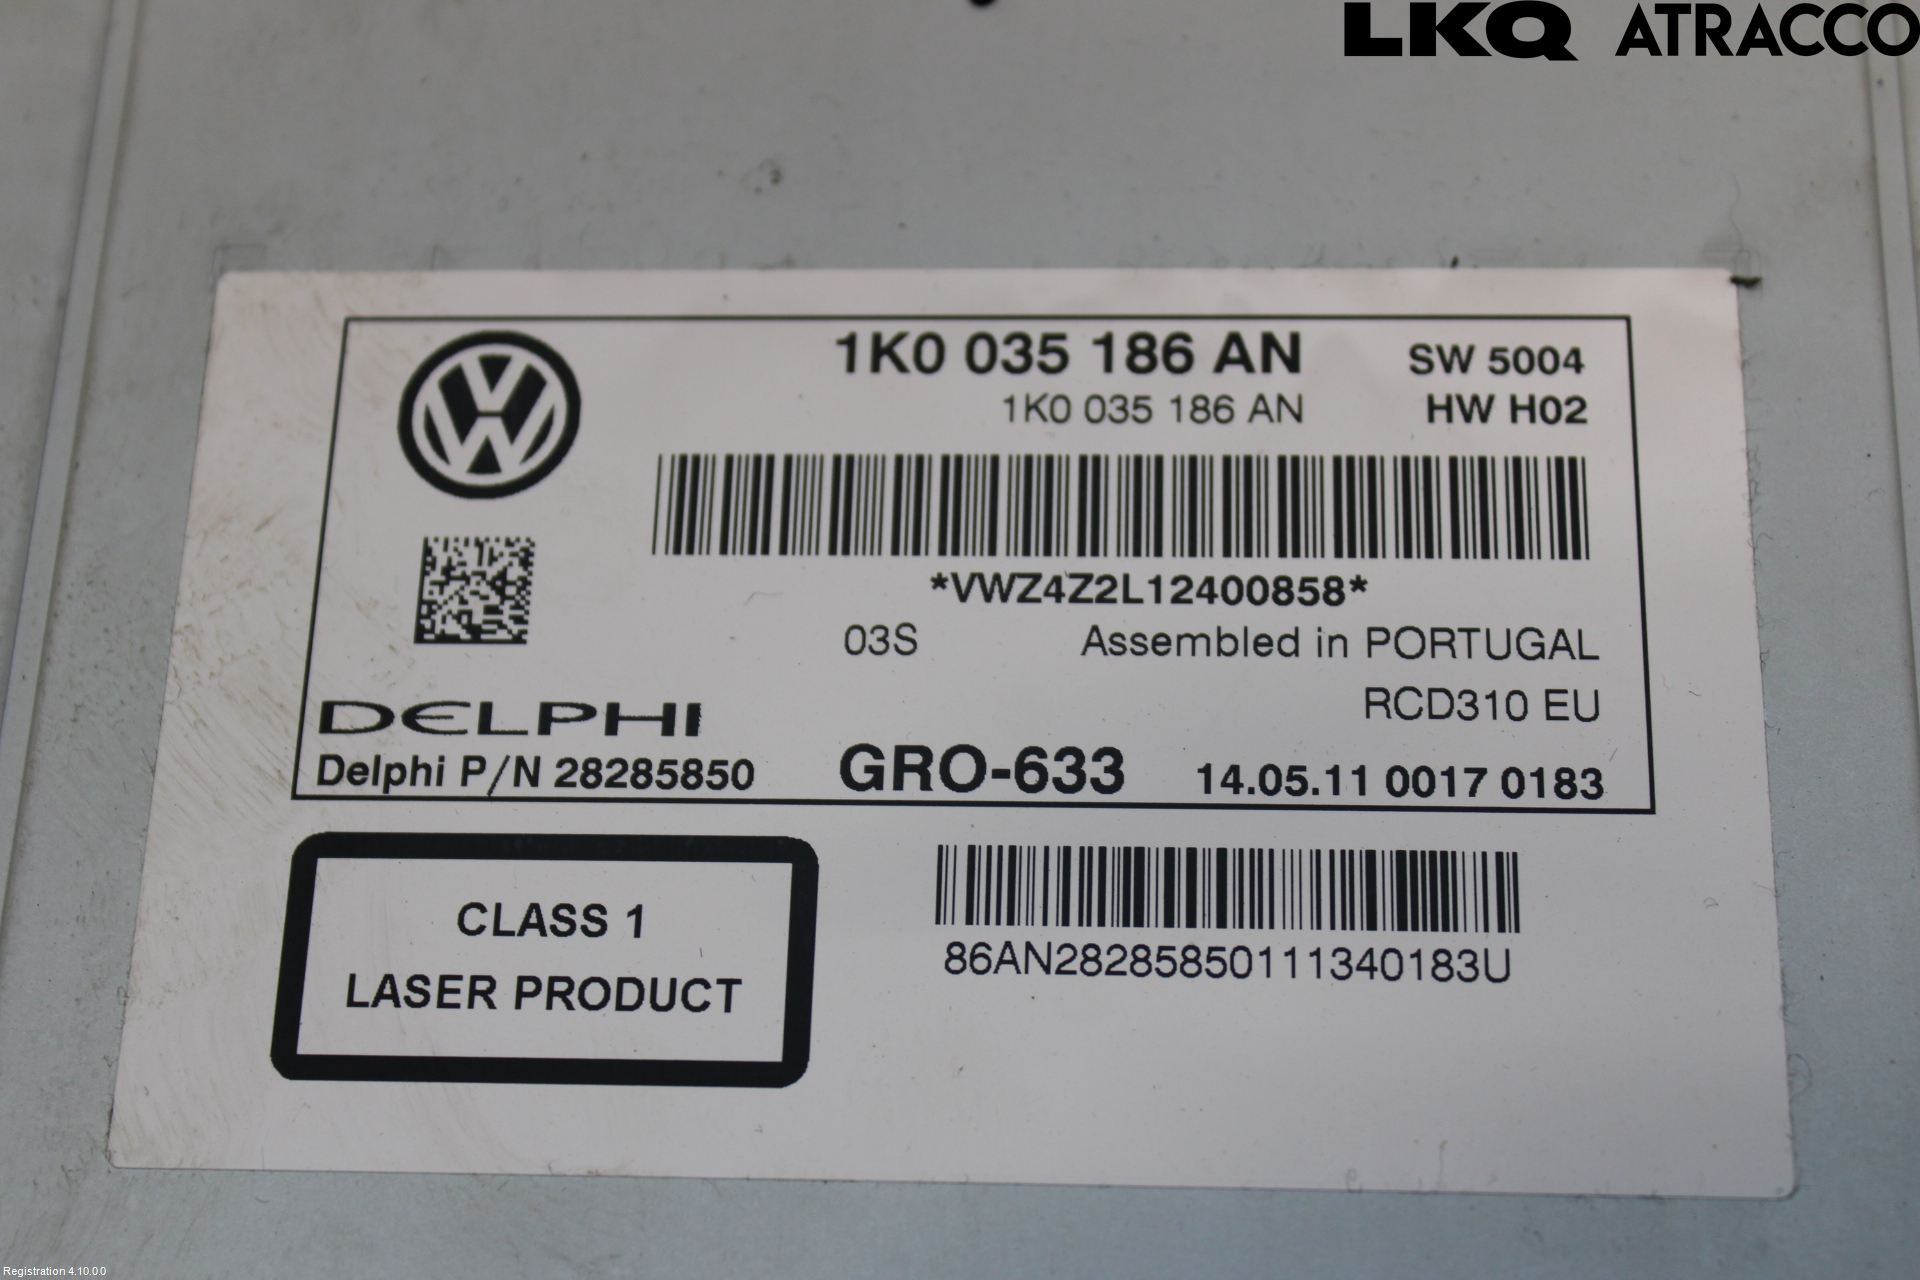 LKQ ATRACCO
1K0 035 186 AN SW 5004
1K0 035 186 AN HW H02
*VWZ4Z2L12400858*
03S Assembled in PORTUGAL
RCD310 EU
DELPHI
Delphi P/N 28285850 GRO-633 14.05.11 0017 0183
CLASS 1
LASER PRODUCT
86AN28285850111340183U
Registration 4.10.0.0